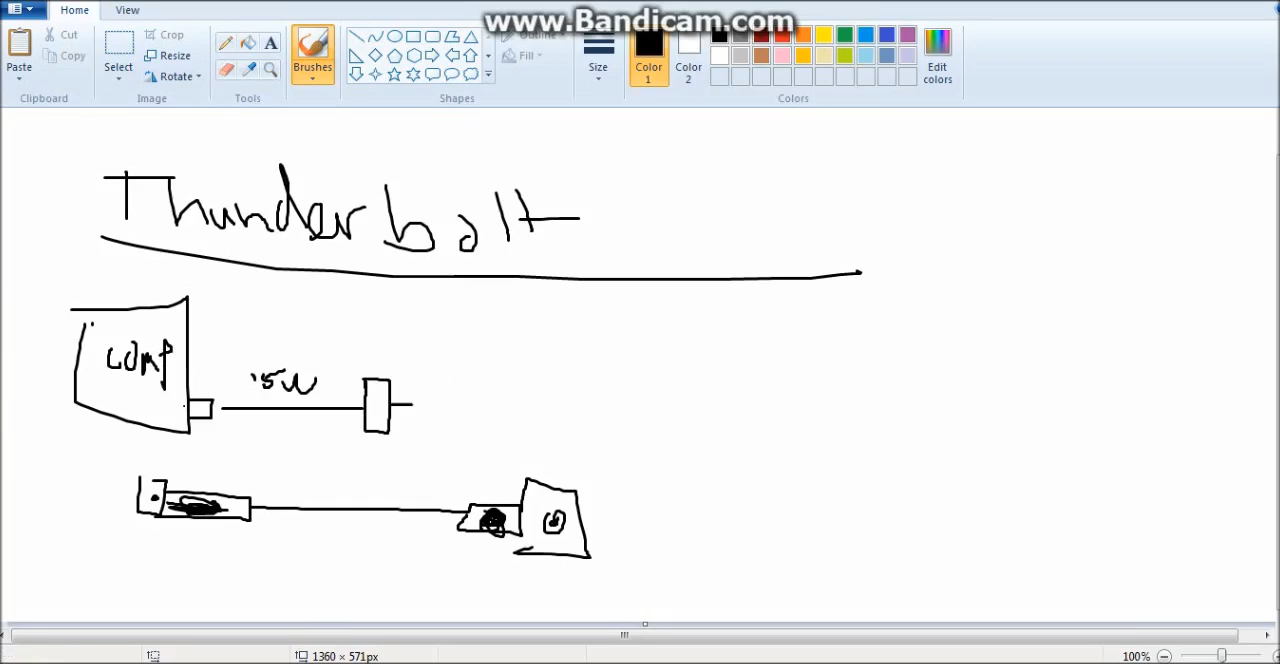 www.Bandicam.com
Home View
Paste
Cut
Copy
Clipboard
Select
Crop
Resize
Rotate
Image
Tools
Brushes
Outline
Fill
Shapes
Size
Color 1
Color 2
Edit colors
Colors
Thunderbolt
comp
1360 × 571px
100%